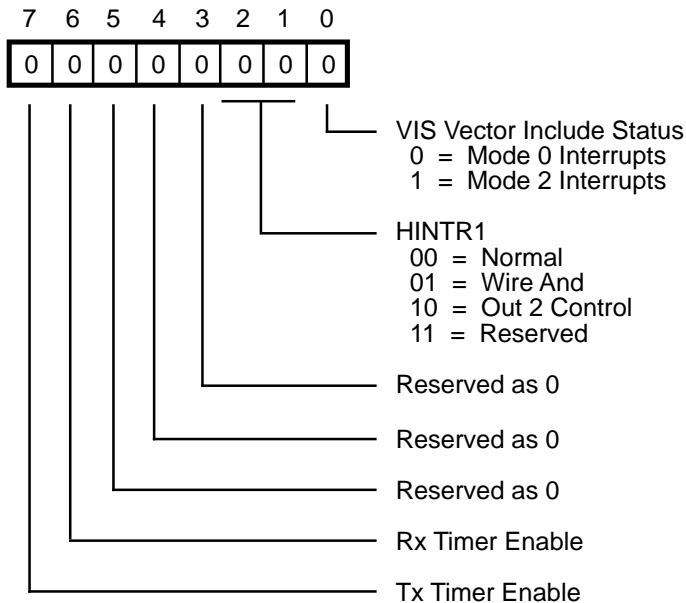 7 6 5 4 3 2 1 0
0 0 0 0 0 0 0 0
VIS Vector Include Status
0 = Mode 0 Interrupts
1 = Mode 2 Interrupts
HINTR1
00 = Normal
01 = Wire And
10 = Out 2 Control
11 = Reserved
Reserved as 0
Reserved as 0
Reserved as 0
Rx Timer Enable
Tx Timer Enable